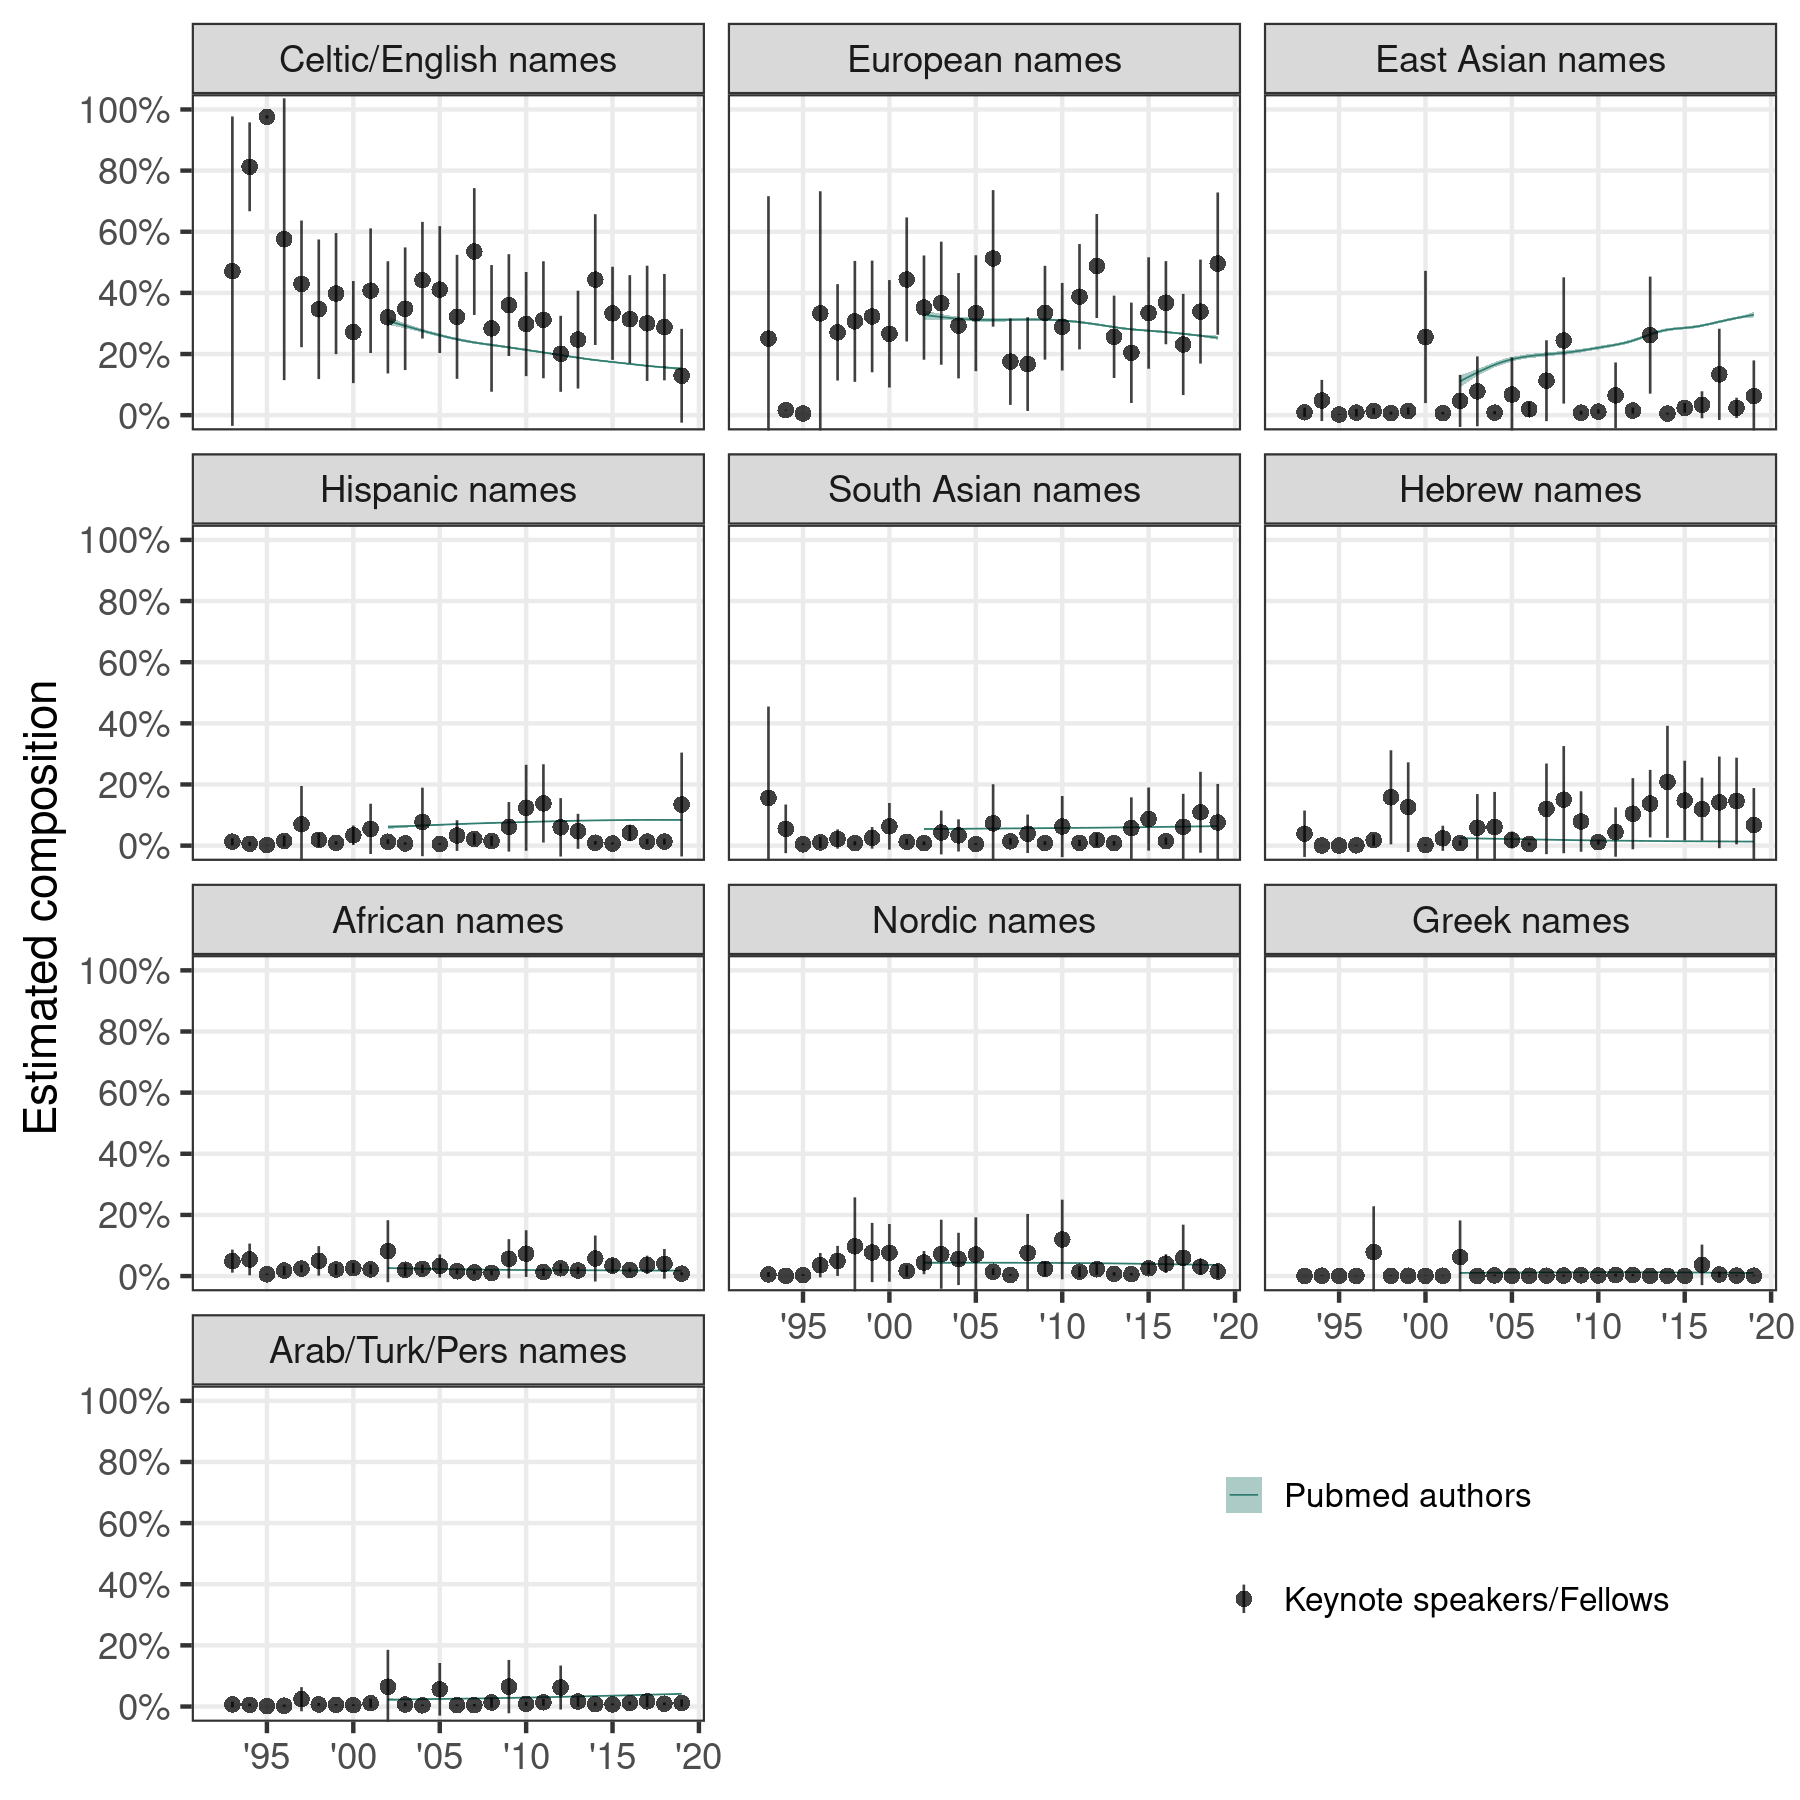 Celtic/English names
European names
East Asian names
100%
80%
60%
40%
20%
0%
Hispanic names
South Asian names
Hebrew names
100%
80%
60%
40%
20%
0%
Estimated composition
African names
Nordic names
Greek names
100%
80%
60%
40%
20%
0%
'95 '00 '05 '10 '15 '20
'95 '00 '05 '10 '15 '20
Arab/Turk/Pers names
100%
80%
60%
40%
20%
0%
'95 '00 '05 '10 '15 '20
Pubmed authors
Keynote speakers/Fellows